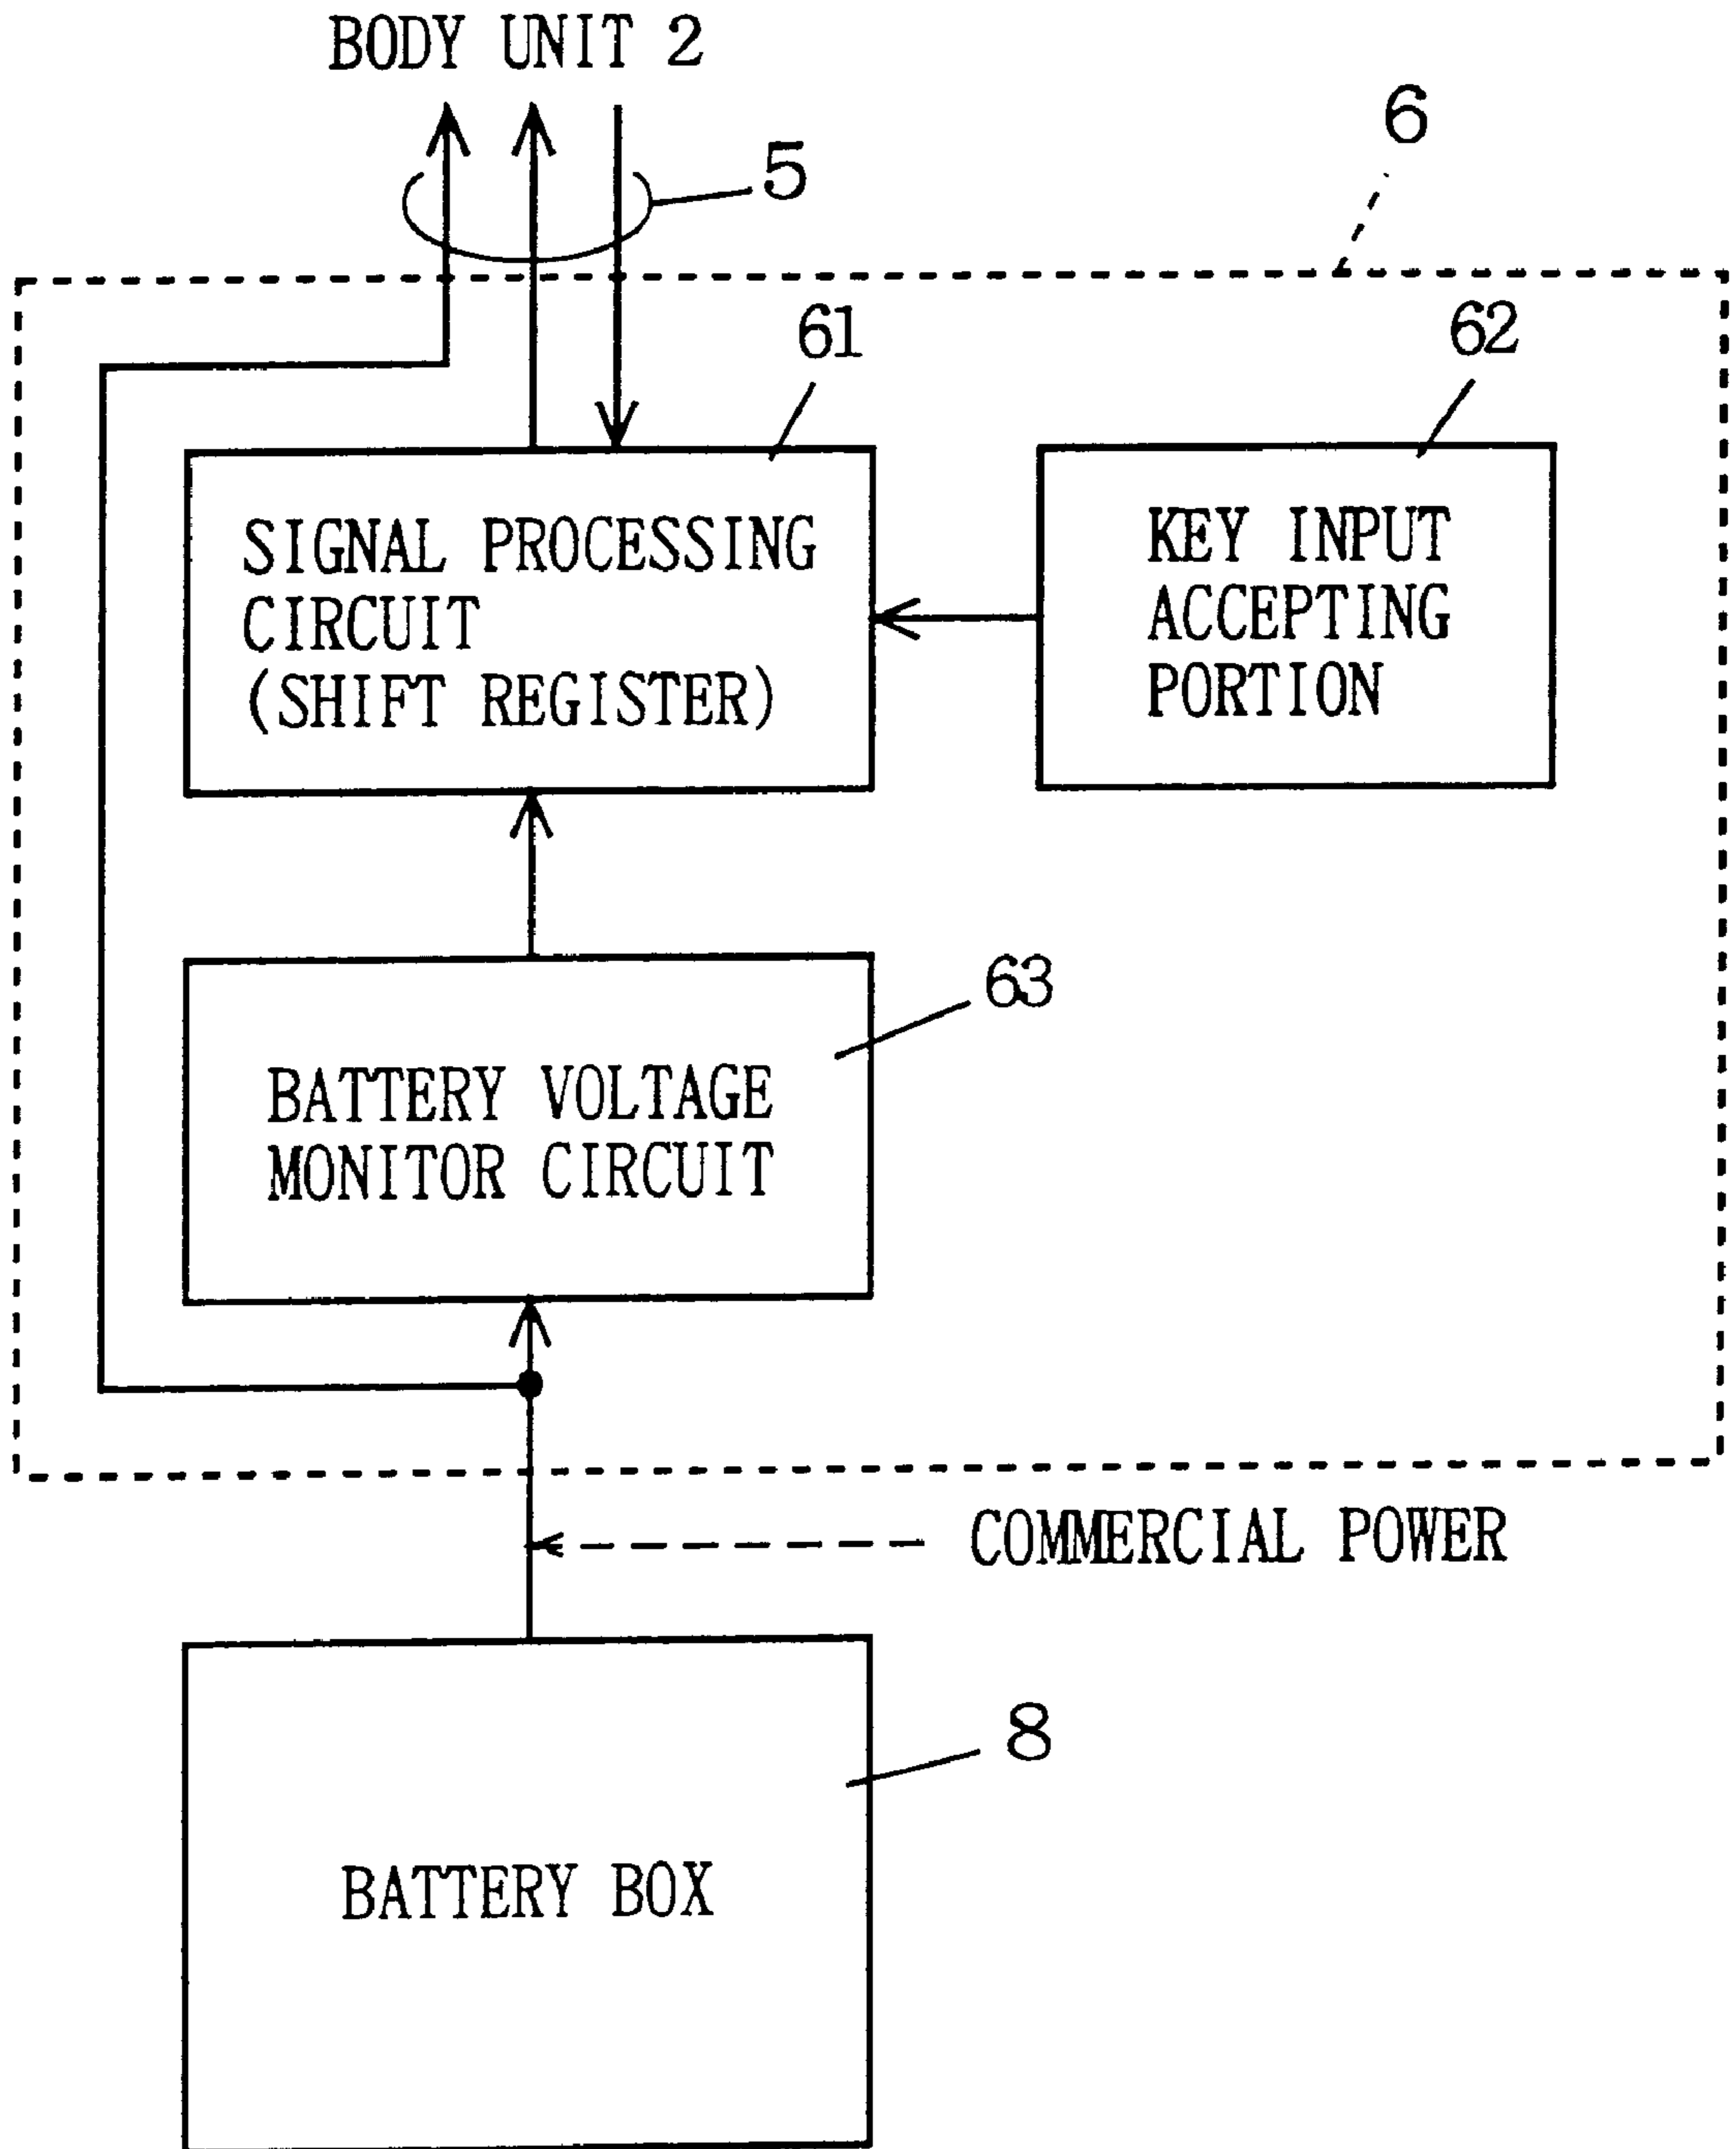 BODY UNIT 2
6
5
61
62
SIGNAL PROCESSING
CIRCUIT
(SHIFT REGISTER)
KEY INPUT
ACCEPTING
PORTION
63
BATTERY VOLTAGE
MONITOR CIRCUIT
COMMERCIAL POWER
8
BATTERY BOX